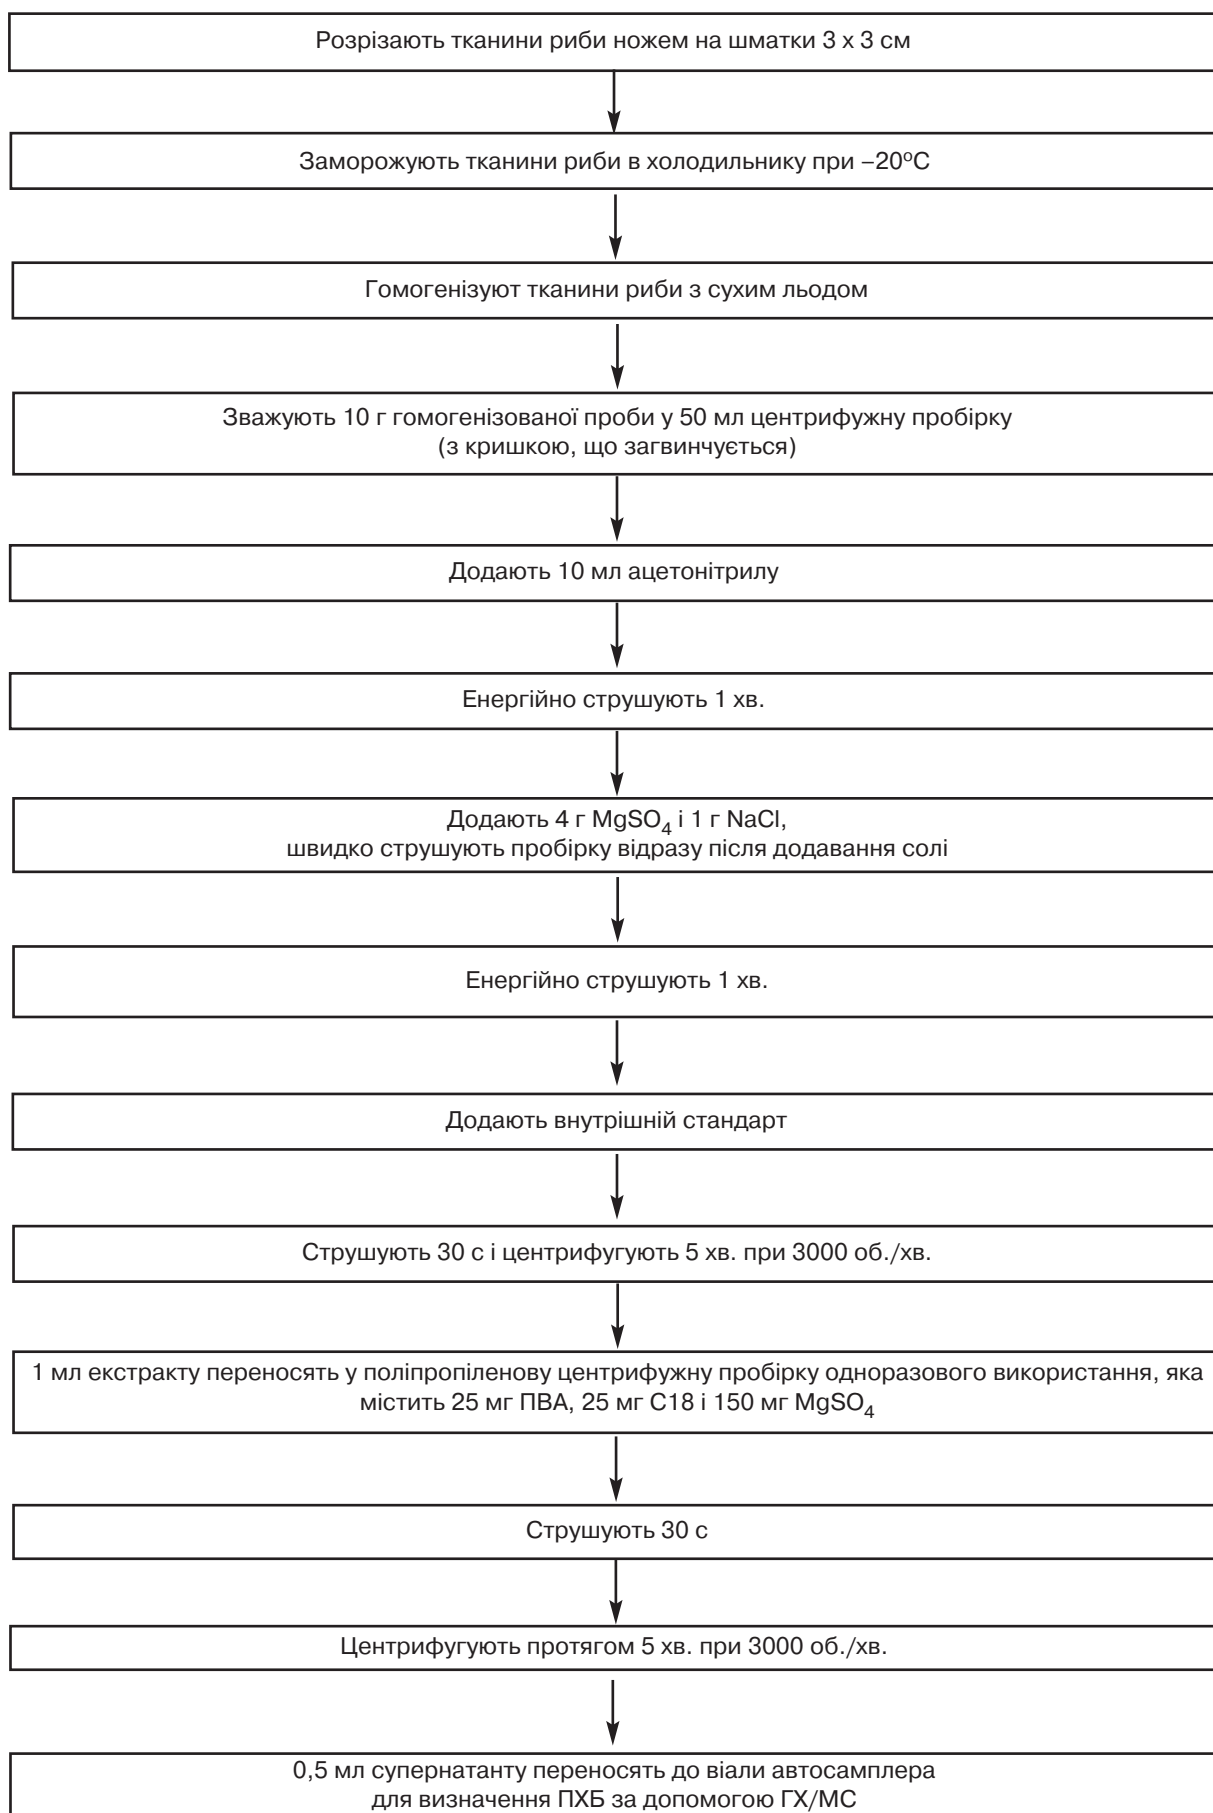 Розрізають тканини риби ножем на шматки 3 x 3 см
Заморожують тканини риби в холодильнику при –20°С
Гомогенізуют тканини риби з сухим льодом
Зважують 10 г гомогенізованої проби у 50 мл центрифужну пробірку
(з кришкою, що загвинчується)
Додають 10 мл ацетонітрилу
Енергійно струшують 1 хв.
Додають 4 г MgSO₄ і 1 г NaCl,
швидко струшують пробірку відразу після додавання солі
Енергійно струшують 1 хв.
Додають внутрішній стандарт
Струшують 30 с і центрифугують 5 хв. при 3000 об./хв.
1 мл екстракту переносять у поліпропіленову центрифужну пробірку одноразового використання, яка
містить 25 мг ПВА, 25 мг С18 і 150 мг MgSO₄
Струшують 30 с
Центрифугують протягом 5 хв. при 3000 об./хв.
0,5 мл супернатанту переносять до віали автосамплера
для визначення ПХБ за допомогою ГХ/МС